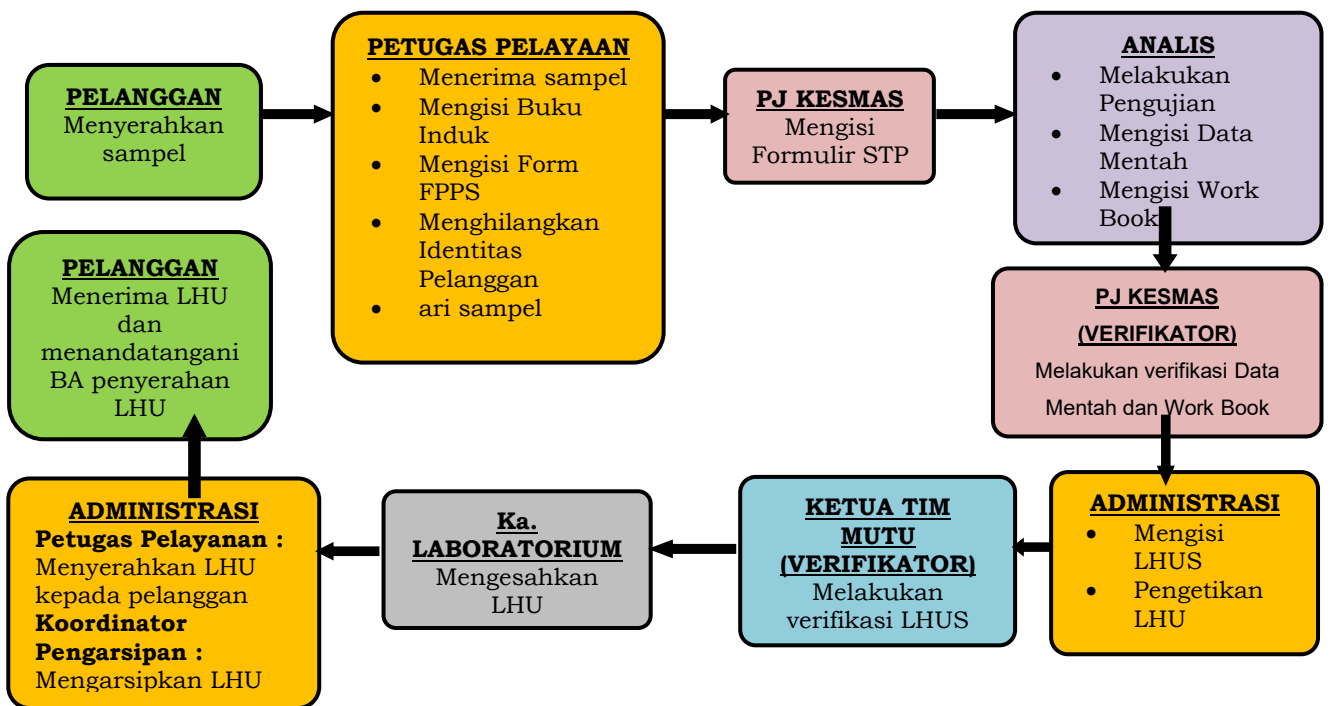 PELANGGAN
Menyerahkan
sampel
PETUGAS PELAYAAN
• Menerima sampel
• Mengisi Buku
Induk
• Mengisi Form
FPPS
• Menghilangkan
Identitas
Pelanggan
• ari sampel
PJ KESMAS
Mengisi
Formulir STP
ANALIS
• Melakukan
Pengujian
• Mengisi Data
Mentah
• Mengisi Work
Book
PJ KESMAS
(VERIFIKATOR)
Melakukan verifikasi Data
Mentah dan Work Book
ADMINISTRASI
• Mengisi
LHUS
• Pengetikan
LHU
KETUA TIM
MUTU
(VERIFIKATOR)
Melakukan
verifikasi LHUS
Ka.
LABORATORIUM
Mengesahkan
LHU
ADMINISTRASI
Petugas Pelayanan :
Menyerahkan LHU
kepada pelanggan
Koordinator
Pengarsipan :
Mengarsipkan LHU
PELANGGAN
Menerima LHU
dan
menandatangani
BA penyerahan
LHU